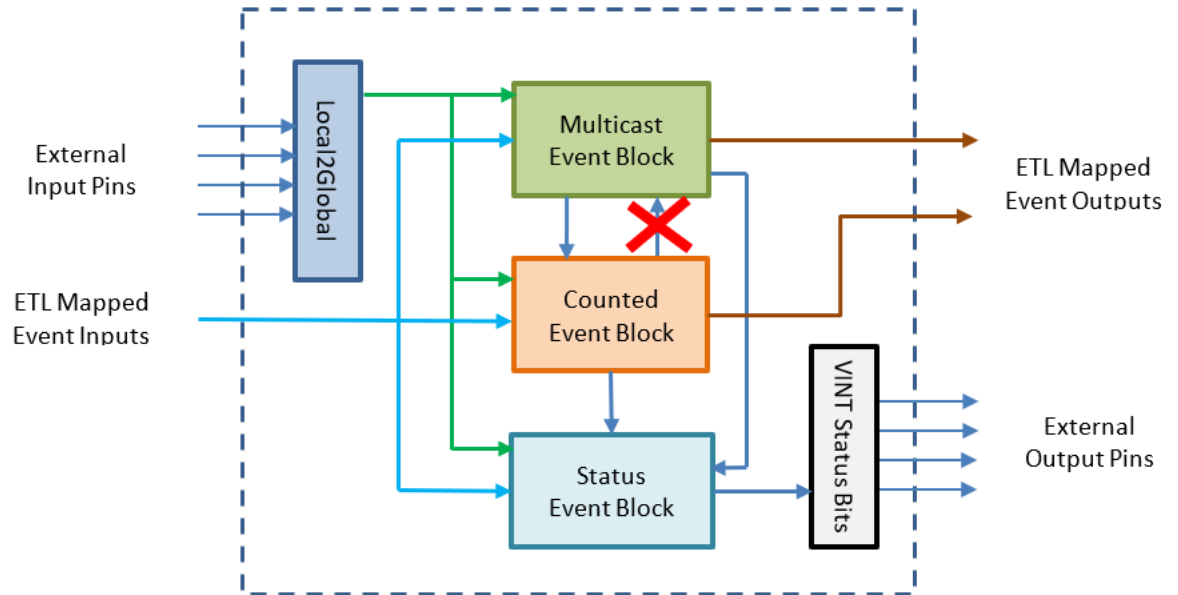 External
Input Pins
ETL Mapped
Event Inputs
Local2Global
Multicast
Event Block
Counted
Event Block
Status
Event Block
VINT Status Bits
ETL Mapped
Event Outputs
External
Output Pins